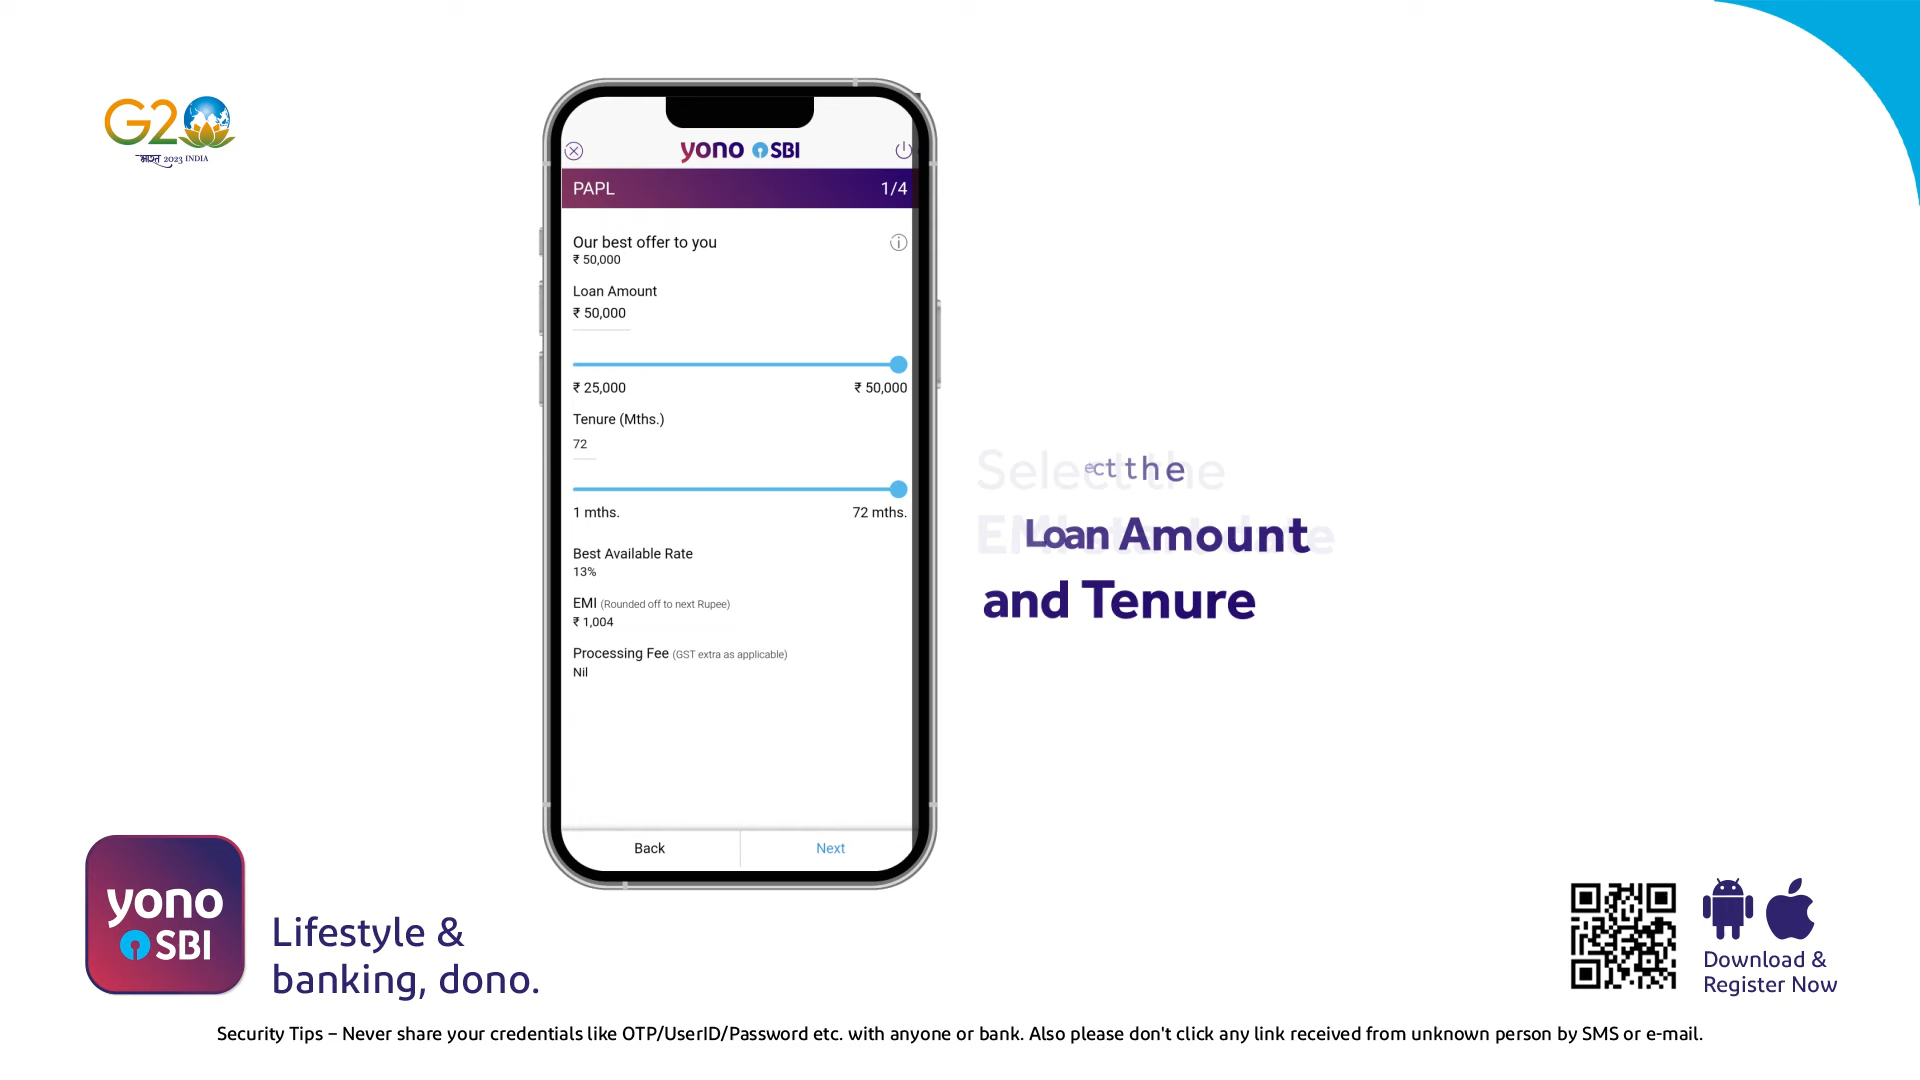 G20
भारत 2023 INDIA
yono SBI
PAPL 1/4
Our best offer to you
₹ 50,000
Loan Amount
₹ 50,000
₹ 25,000 ₹ 50,000
Tenure (Mths.)
72
1 mths. 72 mths.
Best Available Rate
13%
EMI (Rounded off to next Rupee)
₹ 1,004
Processing Fee (GST extra as applicable)
Nil
Back Next
Select the
ect the
Loan Amount
and Tenure
yono
SBI
Lifestyle &
banking, dono.
Download &
Register Now
Security Tips – Never share your credentials like OTP/UserID/Password etc. with anyone or bank. Also please don't click any link received from unknown person by SMS or e-mail.